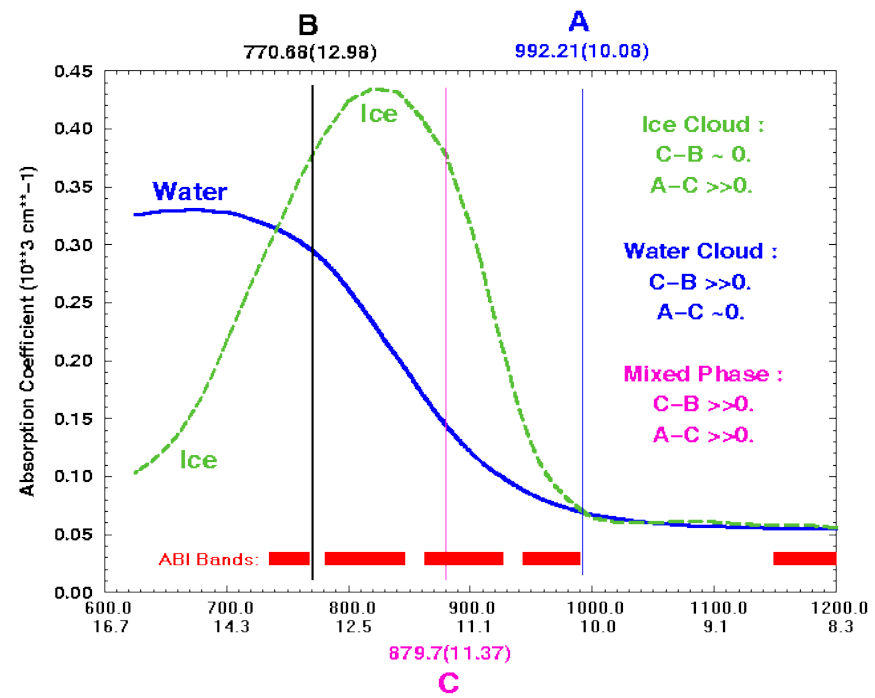 B
A
770.68(12.98)
992.21(10.08)
0.45
0.40
0.35
0.30
0.25
0.20
0.15
0.10
0.05
0.00
Absorption Coefficient (10**3 cm**−1)
Ice
Water
Ice
Ice Cloud :
C−B ~ 0.
A−C >>0.
Water Cloud :
C−B >>0.
A−C ~0.
Mixed Phase :
C−B >>0.
A−C >>0.
ABI Bands:
600.0 700.0 800.0 900.0 1000.0 1100.0 1200.0
16.7 14.3 12.5 11.1 10.0 9.1 8.3
879.7(11.37)
C